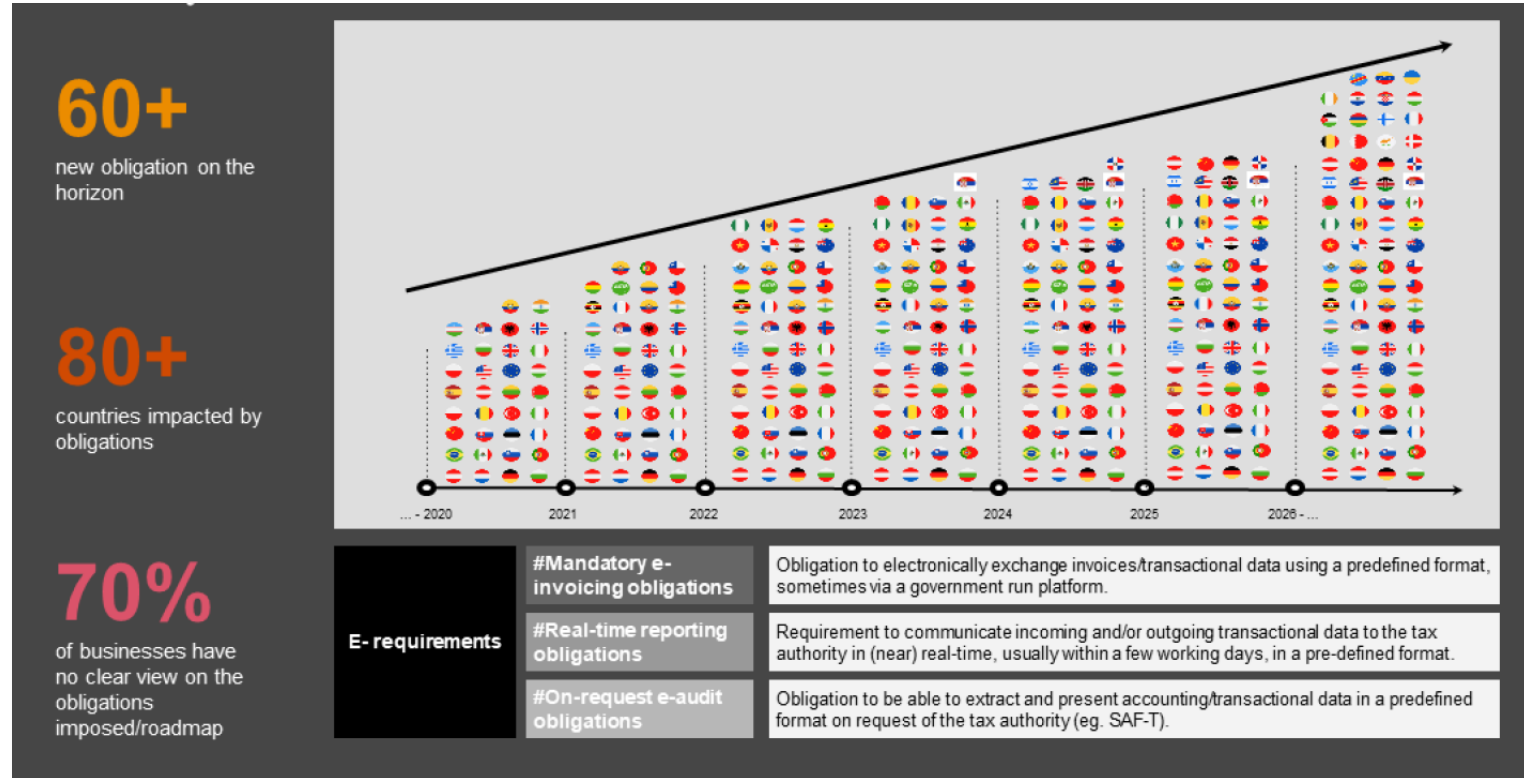 60+
new obligation on the
horizon
80+
countries impacted by
obligations
70%
of businesses have
no clear view on the
obligations
imposed/roadmap
... - 2020
2021
2022
2023
2024
2025
2026 - ...
E- requirements
#Mandatory e-
invoicing obligations
Obligation to electronically exchange invoices/transactional data using a predefined format,
sometimes via a government run platform.
#Real-time reporting
obligations
Requirement to communicate incoming and/or outgoing transactional data to the tax
authority in (near) real-time, usually within a few working days, in a pre-defined format.
#On-request e-audit
obligations
Obligation to be able to extract and present accounting/transactional data in a predefined
format on request of the tax authority (eg. SAF-T).